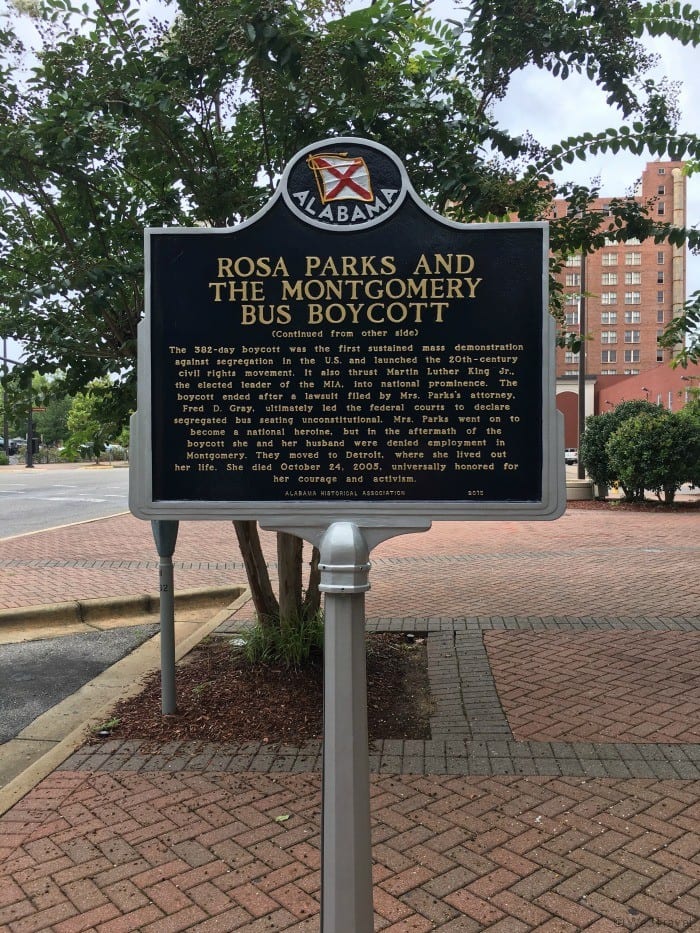 ALABAMA
ROSA PARKS AND
THE MONTGOMERY
BUS BOYCOTT
(Continued from other side)
The 382-day boycott was the first sustained mass demonstration
against segregation in the U.S. and launched the 20th-century
civil rights movement. It also thrust Martin Luther King Jr.,
the elected leader of the MIA, into national prominence. The
boycott ended after a lawsuit filed by Mrs. Parks's attorney,
Fred D. Gray, ultimately led the federal courts to declare
segregated bus seating unconstitutional. Mrs. Parks went on to
become a national heroine, but in the aftermath of the
boycott she and her husband were denied employment in
Montgomery. They moved to Detroit, where she lived out
her life. She died October 24, 2005, universally honored for
her courage and activism.
ALABAMA HISTORICAL ASSOCIATION